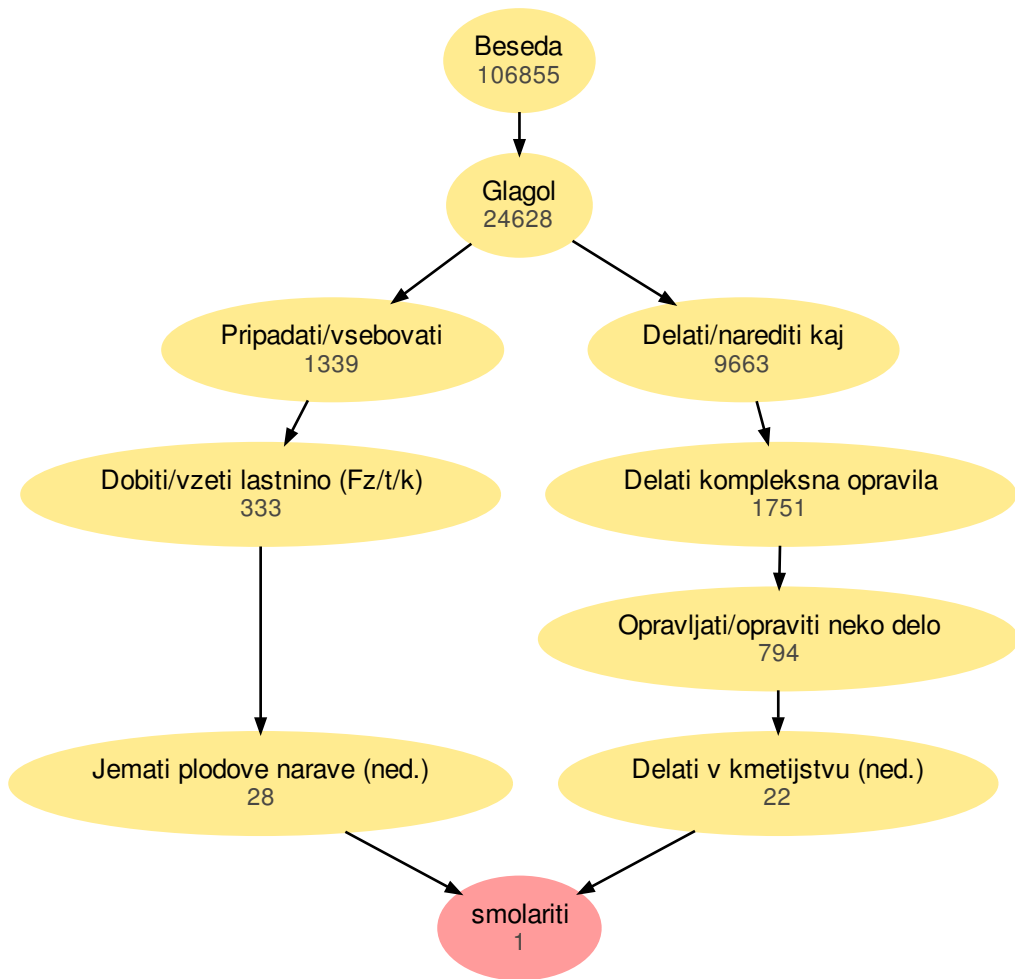 Beseda
106855
Glagol
24628
Pripadati/vsebovati
1339
Delati/narediti kaj
9663
Dobiti/vzeti lastnino (Fz/t/k)
333
Delati kompleksna opravila
1751
Opravljati/opraviti neko delo
794
Jemati plodove narave (ned.)
28
Delati v kmetijstvu (ned.)
22
smolariti
1